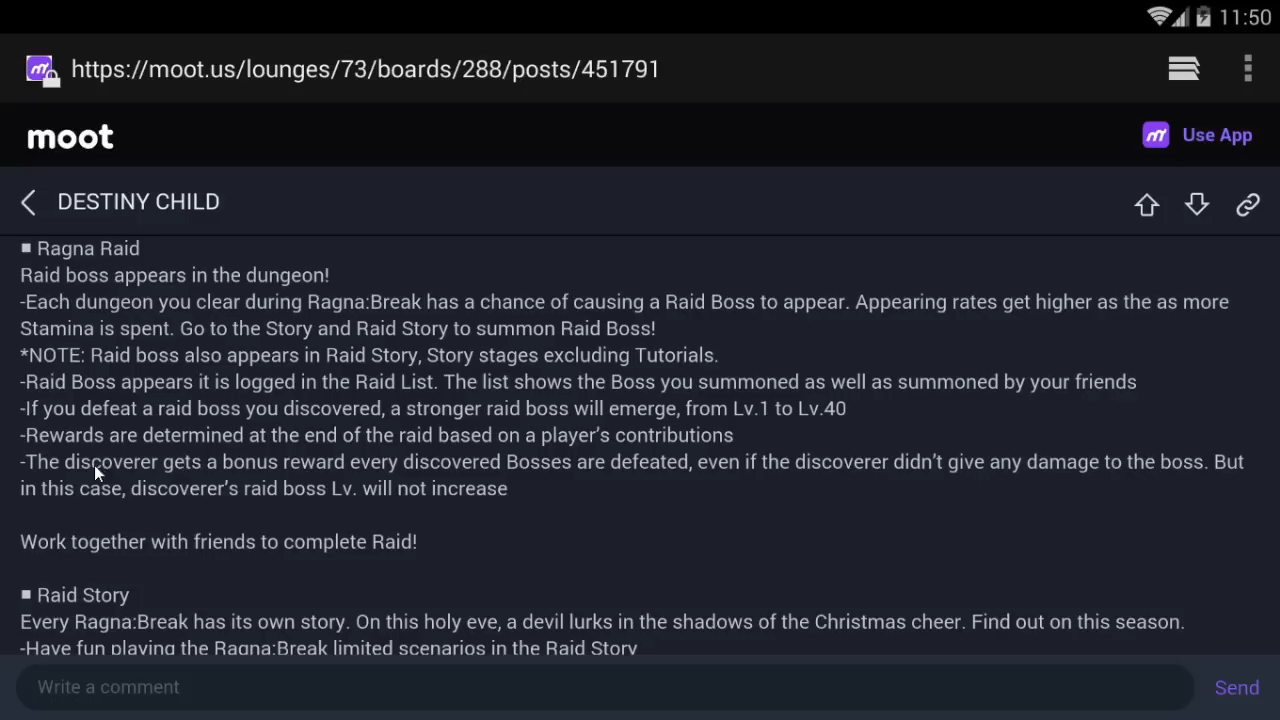 11:50
https://moot.us/lounges/73/boards/288/posts/451791
moot
Use App
DESTINY CHILD
■ Ragna Raid
Raid boss appears in the dungeon!
-Each dungeon you clear during Ragna:Break has a chance of causing a Raid Boss to appear. Appearing rates get higher as the as more
Stamina is spent. Go to the Story and Raid Story to summon Raid Boss!
*NOTE: Raid boss also appears in Raid Story, Story stages excluding Tutorials.
-Raid Boss appears it is logged in the Raid List. The list shows the Boss you summoned as well as summoned by your friends
-If you defeat a raid boss you discovered, a stronger raid boss will emerge, from Lv.1 to Lv.40
-Rewards are determined at the end of the raid based on a player’s contributions
-The discoverer gets a bonus reward every discovered Bosses are defeated, even if the discoverer didn’t give any damage to the boss. But
in this case, discoverer’s raid boss Lv. will not increase
Work together with friends to complete Raid!
■ Raid Story
Every Ragna:Break has its own story. On this holy eve, a devil lurks in the shadows of the Christmas cheer. Find out on this season.
-Have fun playing the Ragna:Break limited scenarios in the Raid Story
Write a comment
Send